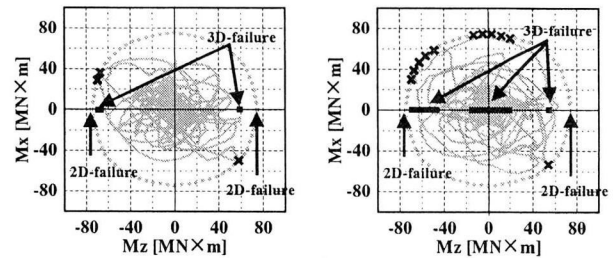 3D-failure
80
40
0
-40
-80
Mx [MN×m]
2D-failure
2D-failure
-80 -40 0 40 80
Mz [MN×m]
3D-failure
80
40
0
-40
-80
Mx [MN×m]
2D-failure
2D-failure
-80 -40 0 40 80
Mz [MN×m]